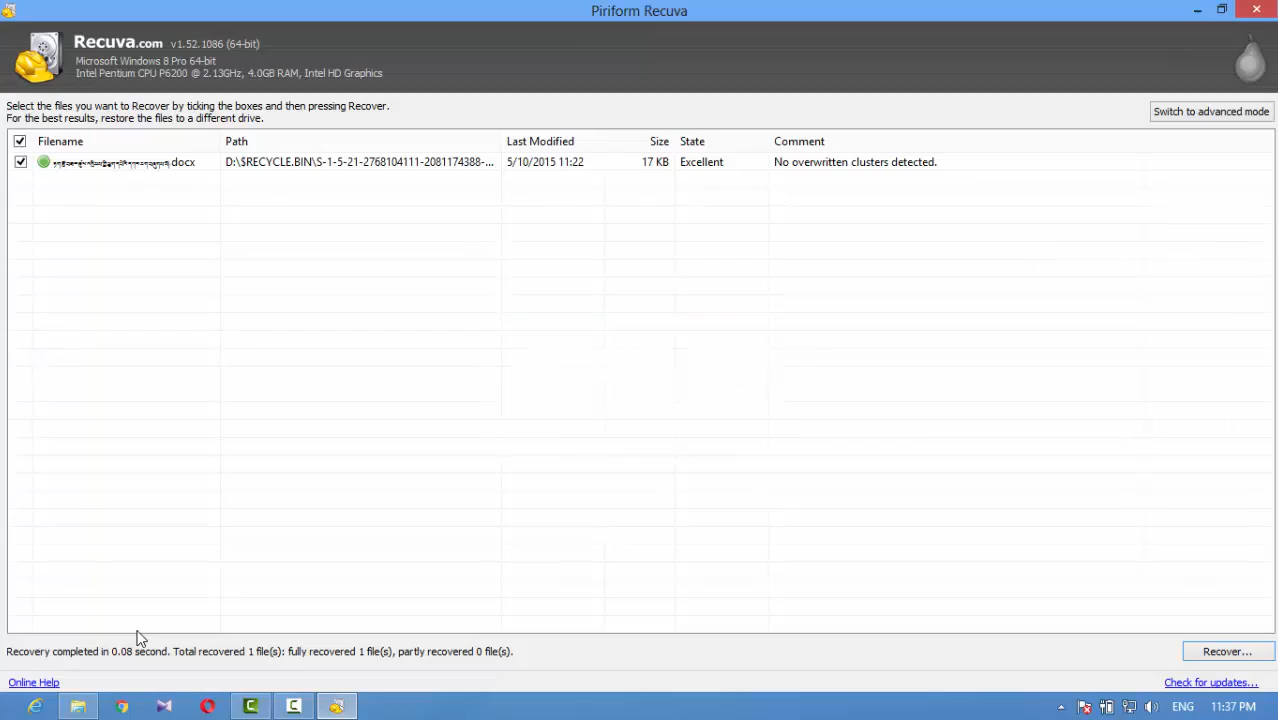 Piriform Recuva
Recuva.com v1.52.1086 (64-bit)
Microsoft Windows 8 Pro 64-bit
Intel Pentium CPU P6200 @ 2.13GHz, 4.0GB RAM, Intel HD Graphics
Select the files you want to Recover by ticking the boxes and then pressing Recover.
For the best results, restore the files to a different drive.
Switch to advanced mode
Filename Path Last Modified Size State Comment
.docx D:\$RECYCLE.BIN\S-1-5-21-2768104111-2081174388-... 5/10/2015 11:22 17 KB Excellent No overwritten clusters detected.
Recovery completed in 0.08 second. Total recovered 1 file(s): fully recovered 1 file(s), partly recovered 0 file(s).
Recover...
Online Help Check for updates...
ENG 11:37 PM